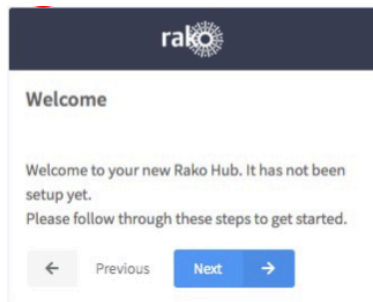 rako
Welcome
Welcome to your new Rako Hub. It has not been
setup yet.
Please follow through these steps to get started.
← Previous Next →